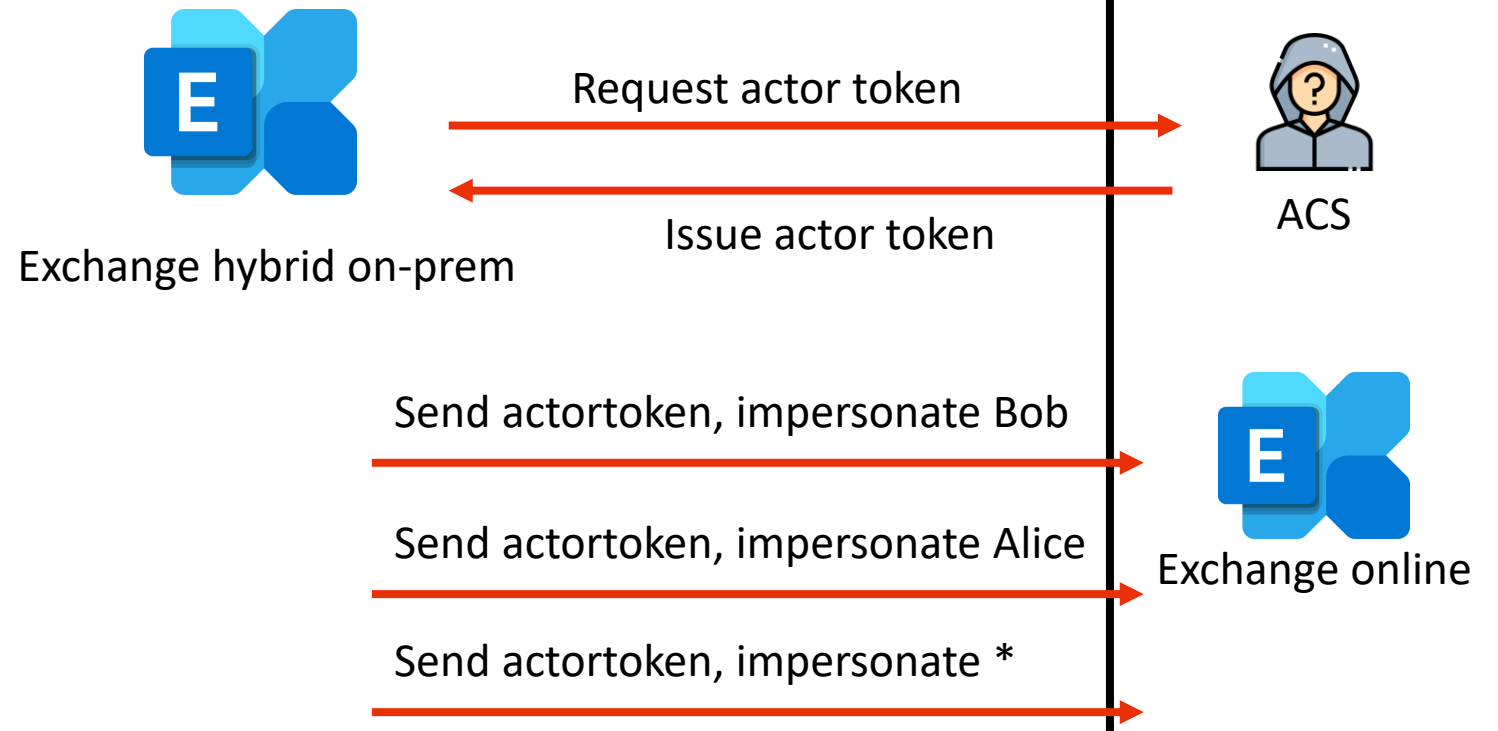 E
Request actor token
?
ACS
Issue actor token
Exchange hybrid on-prem
Send actortoken, impersonate Bob
E
Send actortoken, impersonate Alice
Exchange online
Send actortoken, impersonate *